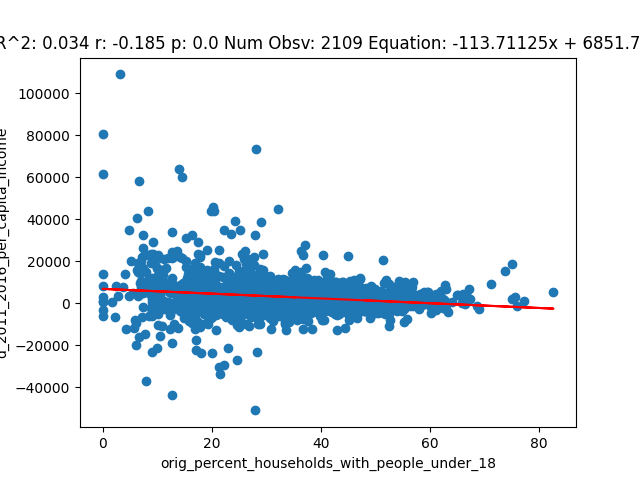 R^2: 0.034 r: -0.185 p: 0.0 Num Obsv: 2109 Equation: -113.71125x + 6851.7
100000
80000
60000
40000
20000
0
−20000
−40000
d_2011_2016_per_capita_income
0 20 40 60 80
orig_percent_households_with_people_under_18